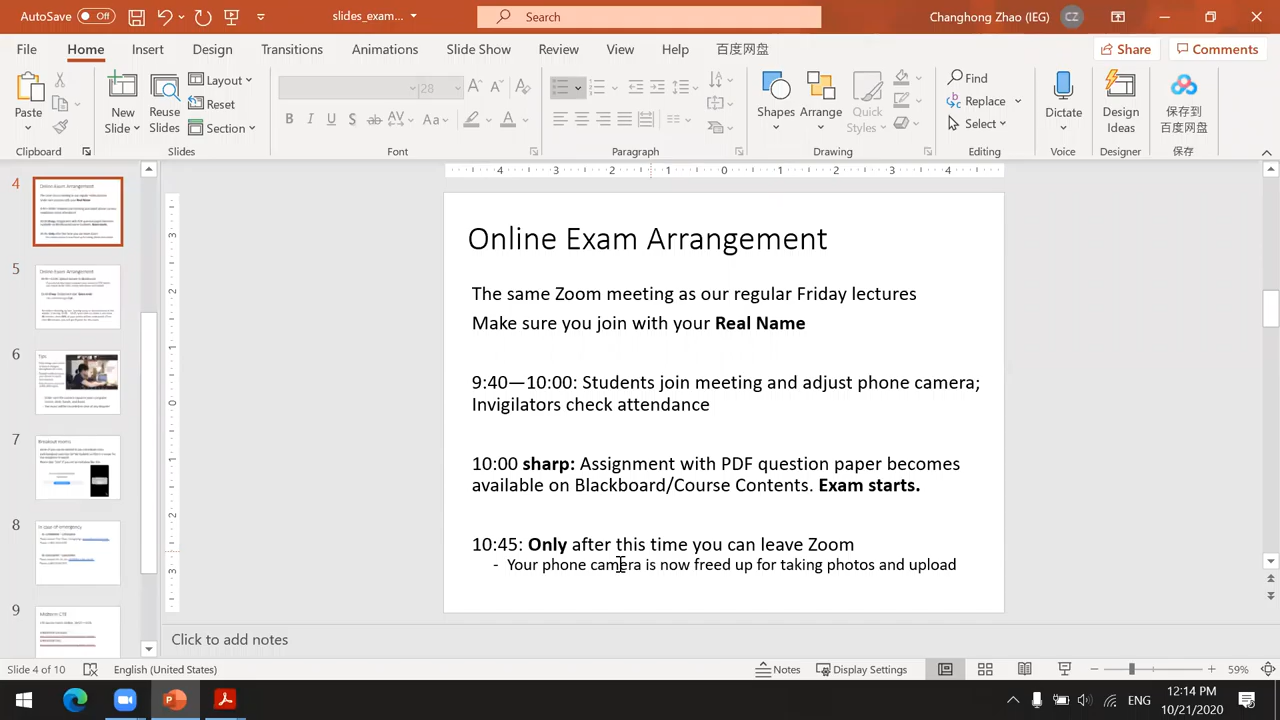 AutoSave Off slides_exam... Search Changhong Zhao (IEG)
File Home Insert Design Transitions Animations Slide Show Review View Help 百度网盘 Share Comments
Paste New Slide Reuse Slides Layout Reset Section 28 Shapes Arrange Quick Styles Find Replace Select Dictate Design Ideas 保存到 百度网盘
Clipboard Slides Font Paragraph Drawing Editing Voice Designer 保存
Online Exam Arrangement
The same Zoom meeting as our regular Friday lectures
Make sure you join with your Real Name
9:40—10:00: Students join meeting and adjust phone camera;
Invigilators check attendance
sharp: Assignment with PDF question paper becomes
available on Blackboard/Course Contents. Exam starts.
Only after this time you can leave Zoom
Your phone camera is now freed up for taking photos and upload
6
7
8
9
Click to add notes
Slide 4 of 10 English (United States) Notes Display Settings 59%
ENG 12:14 PM
10/21/2020